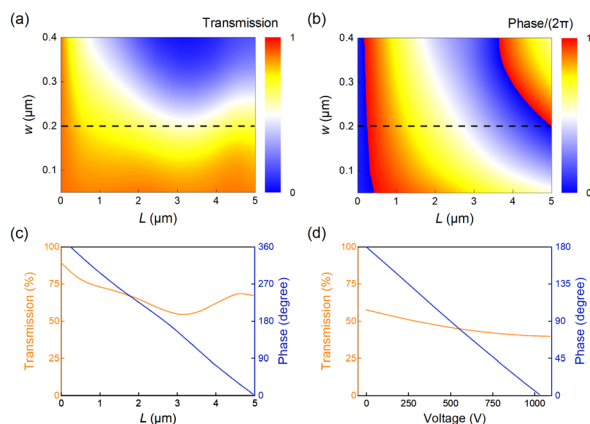 (a)
Transmission
0.4
0.3
0.2
0.1
w (μm)
0 1 2 3 4 5
L (μm)
1
0
(b)
Phase/(2π)
0.4
0.3
0.2
0.1
w (μm)
0 1 2 3 4 5
L (μm)
1
0
(c)
100
75
50
25
0
Transmission (%)
360
270
180
90
0
Phase (degree)
0 1 2 3 4 5
L (μm)
(d)
100
75
50
25
0
Transmission (%)
180
135
90
45
0
Phase (degree)
0 250 500 750 1000
Voltage (V)